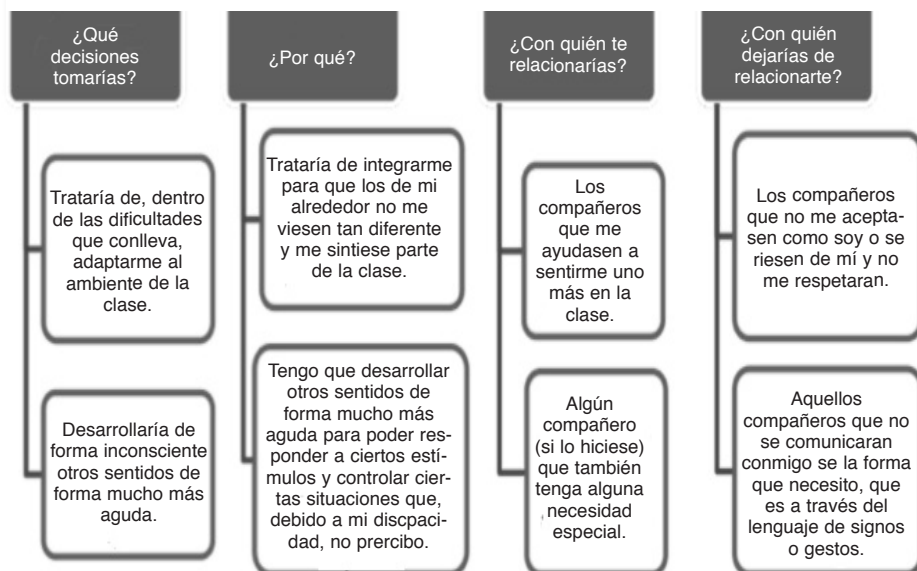 ¿Qué
decisiones
tomarías?
Trataría de, dentro
de las dificultades
que conlleva,
adaptarme al
ambiente de la
clase.
Desarrollaría de
forma inconsciente
otros sentidos de
forma mucho más
aguda.
¿Por qué?
Trataría de integrarme
para que los de mi
alrededor no me
viesen tan diferente
y me sintiese parte
de la clase.
Tengo que desarrollar
otros sentidos de
forma mucho más
aguda para poder res-
ponder a ciertos estí-
mulos y controlar cier-
tas situaciones que,
debido a mi discpaci-
dad, no prercibo.
¿Con quién te
relacionarías?
Los
compañeros
que me
ayudasen a
sentirme uno
más en la
clase.
Algún
compañero
(si lo hiciese)
que también
tenga alguna
necesidad
especial.
¿Con quién
dejarías de
relacionarte?
Los compañeros
que no me acepta-
sen como soy o se
riesen de mí y no
me respetaran.
Aquellos
compañeros que no
se comunicaran
conmigo se la forma
que necesito, que
es a través del
lenguaje de signos
o gestos.